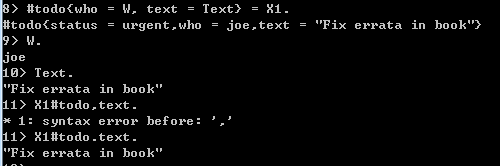 8> #todo{who = W, text = Text} = X1.
#todo{status = urgent,who = joe,text = "Fix errata in book"}
9> W.
joe
10> Text.
"Fix errata in book"
11> X1#todo,text.
* 1: syntax error before: ','
11> X1#todo.text.
"Fix errata in book"